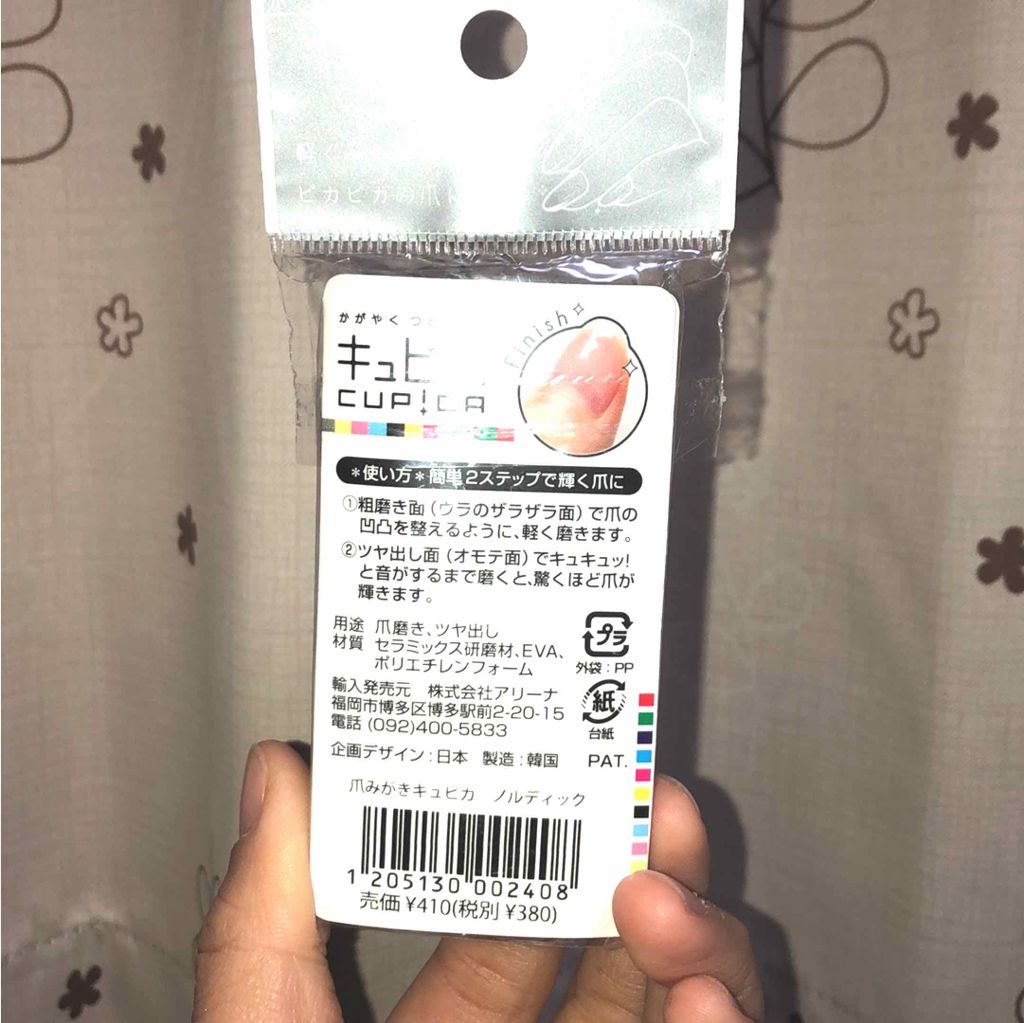 ピカピカの爪に
かがやく つ
キュピ
CUP!CA
Finish
＊使い方＊簡単2ステップで輝く爪に
①粗磨き面（ウラのザラザラ面）で爪の
凹凸を整えるように、軽く磨きます。
②ツヤ出し面（オモテ面）でキュキュッ!
と音がするまで磨くと、驚くほど爪が
輝きます。
用途 爪磨き、ツヤ出し
材質 セラミックス研磨材、EVA、
ポリエチレンフォーム
プラ
外袋：PP
輸入発売元 株式会社アリーナ
福岡市博多区博多駅前2-20-15
電話 (092)400-5833
紙
台紙
企画デザイン：日本 製造：韓国 PAT.
爪みがきキュピカ ノルディック
1 205130 002408
売価 ¥410(税別 ¥380)